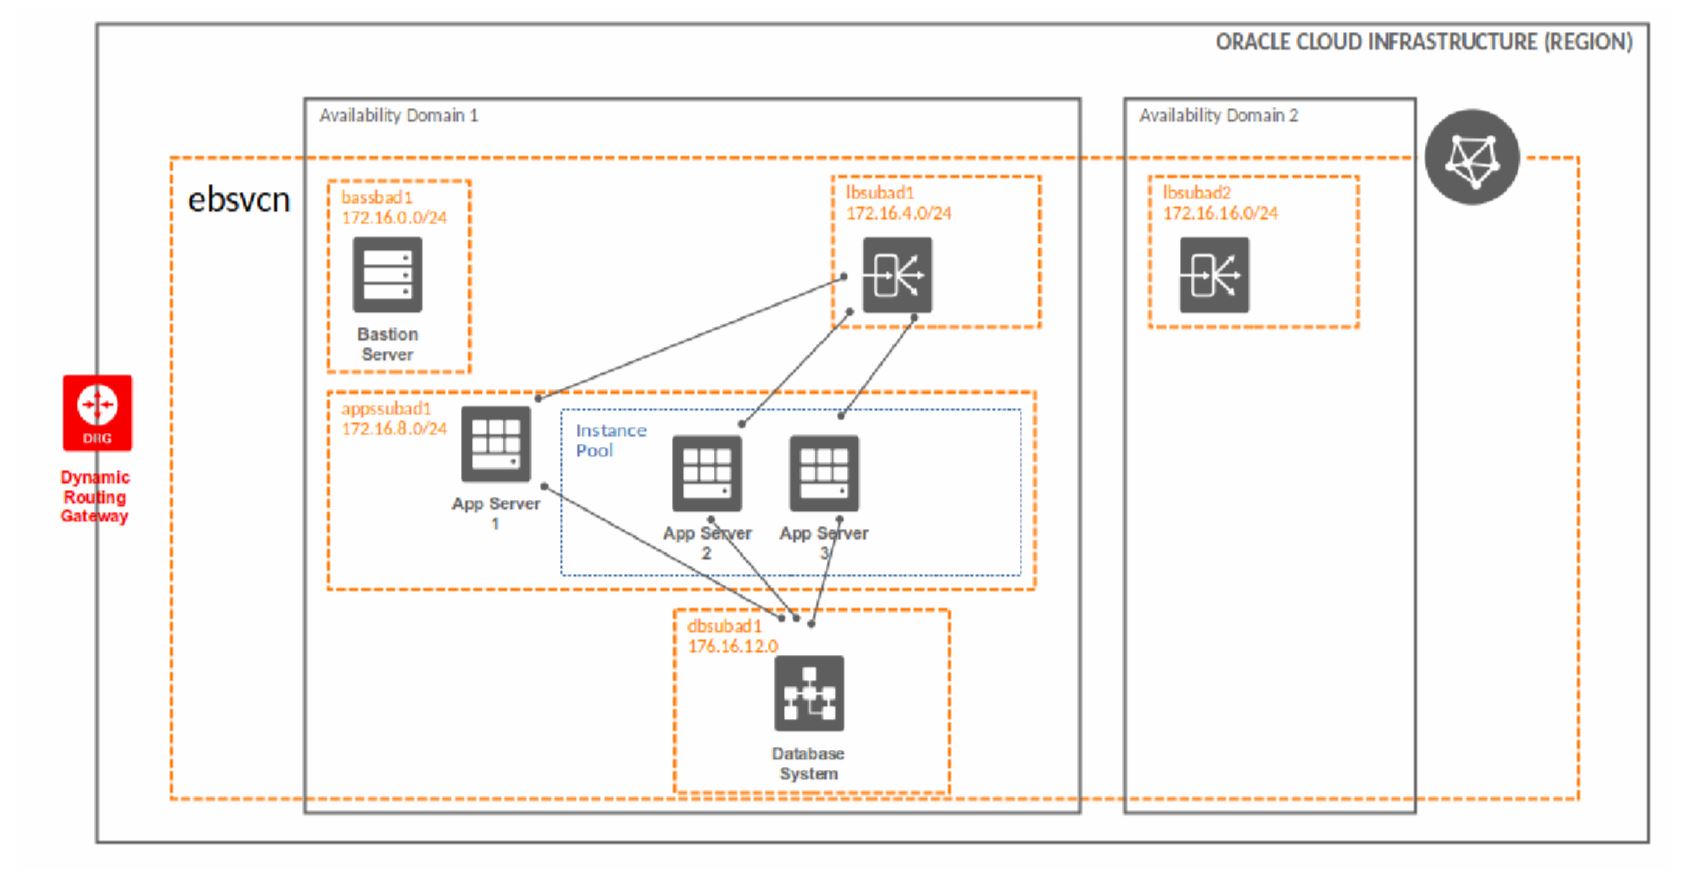 ORACLE CLOUD INFRASTRUCTURE (REGION)
Availability Domain 1
Availability Domain 2
ebsvcn
bassbad1
172.16.0.0/24
Bastion
Server
lbsubad1
172.16.4.0/24
lbsubad2
172.16.16.0/24
DRG
Dynamic
Routing
Gateway
appssubad1
172.16.8.0/24
App Server
1
Instance
Pool
App Server
2
App Server
3
dbsubad1
176.16.12.0
Database
System